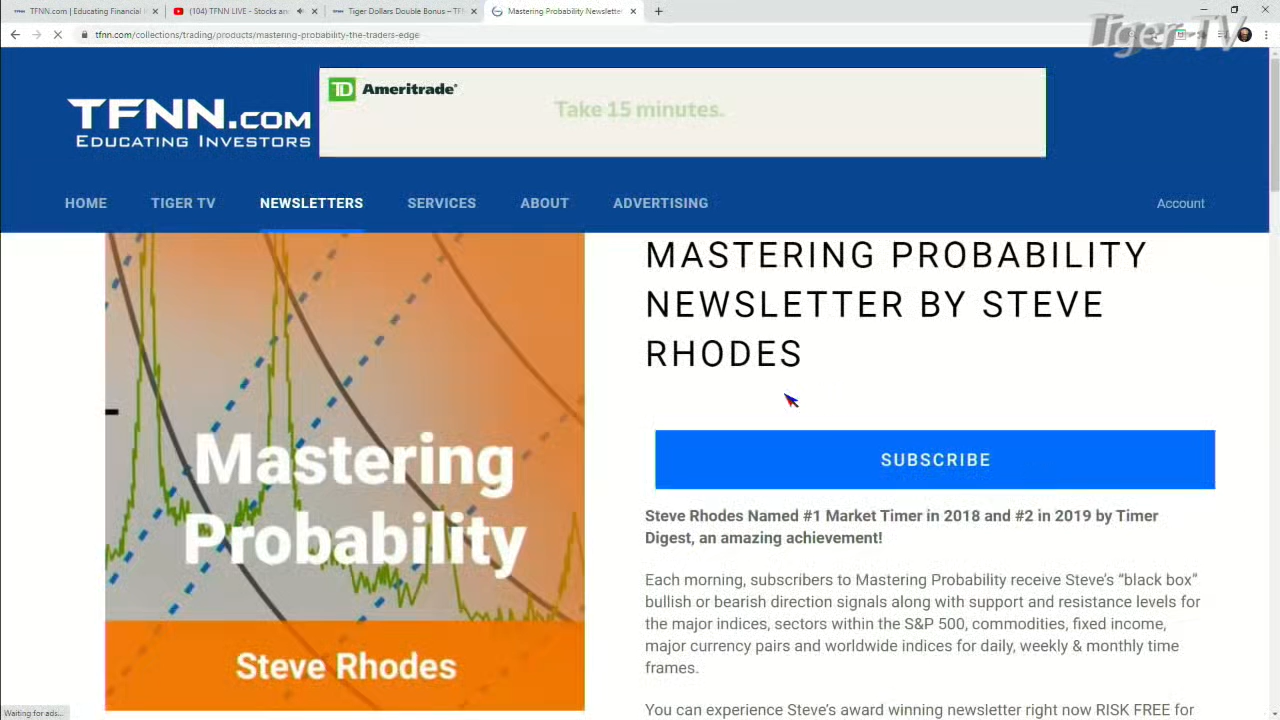 TFNN.com | Educating Financial I
(104) TFNN LIVE - Stocks and
Tiger Dollars Double Bonus – TFN
Mastering Probability Newslette
Tiger TV
tfnn.com/collections/trading/products/mastering-probability-the-traders-edge
TFNN.COM
EDUCATING INVESTORS
TD Ameritrade
Take 15 minutes.
HOME TIGER TV NEWSLETTERS SERVICES ABOUT ADVERTISING Account
MASTERING PROBABILITY
NEWSLETTER BY STEVE
RHODES
Mastering
Probability
Steve Rhodes
SUBSCRIBE
Steve Rhodes Named #1 Market Timer in 2018 and #2 in 2019 by Timer
Digest, an amazing achievement!
Each morning, subscribers to Mastering Probability receive Steve's “black box”
bullish or bearish direction signals along with support and resistance levels for
the major indices, sectors within the S&P 500, commodities, fixed income,
major currency pairs and worldwide indices for daily, weekly & monthly time
frames.
You can experience Steve's award winning newsletter right now RISK FREE for
Waiting for ads...